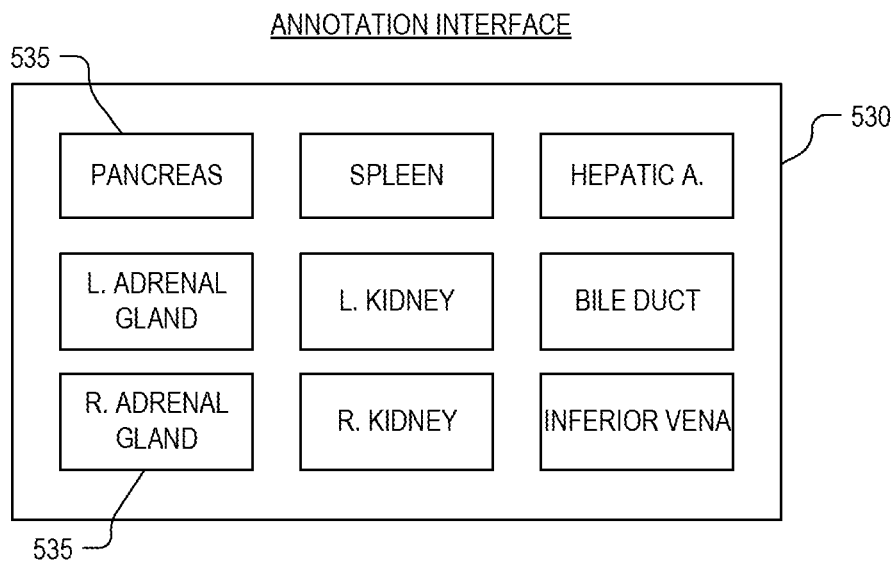 ANNOTATION INTERFACE
535
530
PANCREAS
SPLEEN
HEPATIC A.
L. ADRENAL
GLAND
L. KIDNEY
BILE DUCT
R. ADRENAL
GLAND
R. KIDNEY
INFERIOR VENA
535